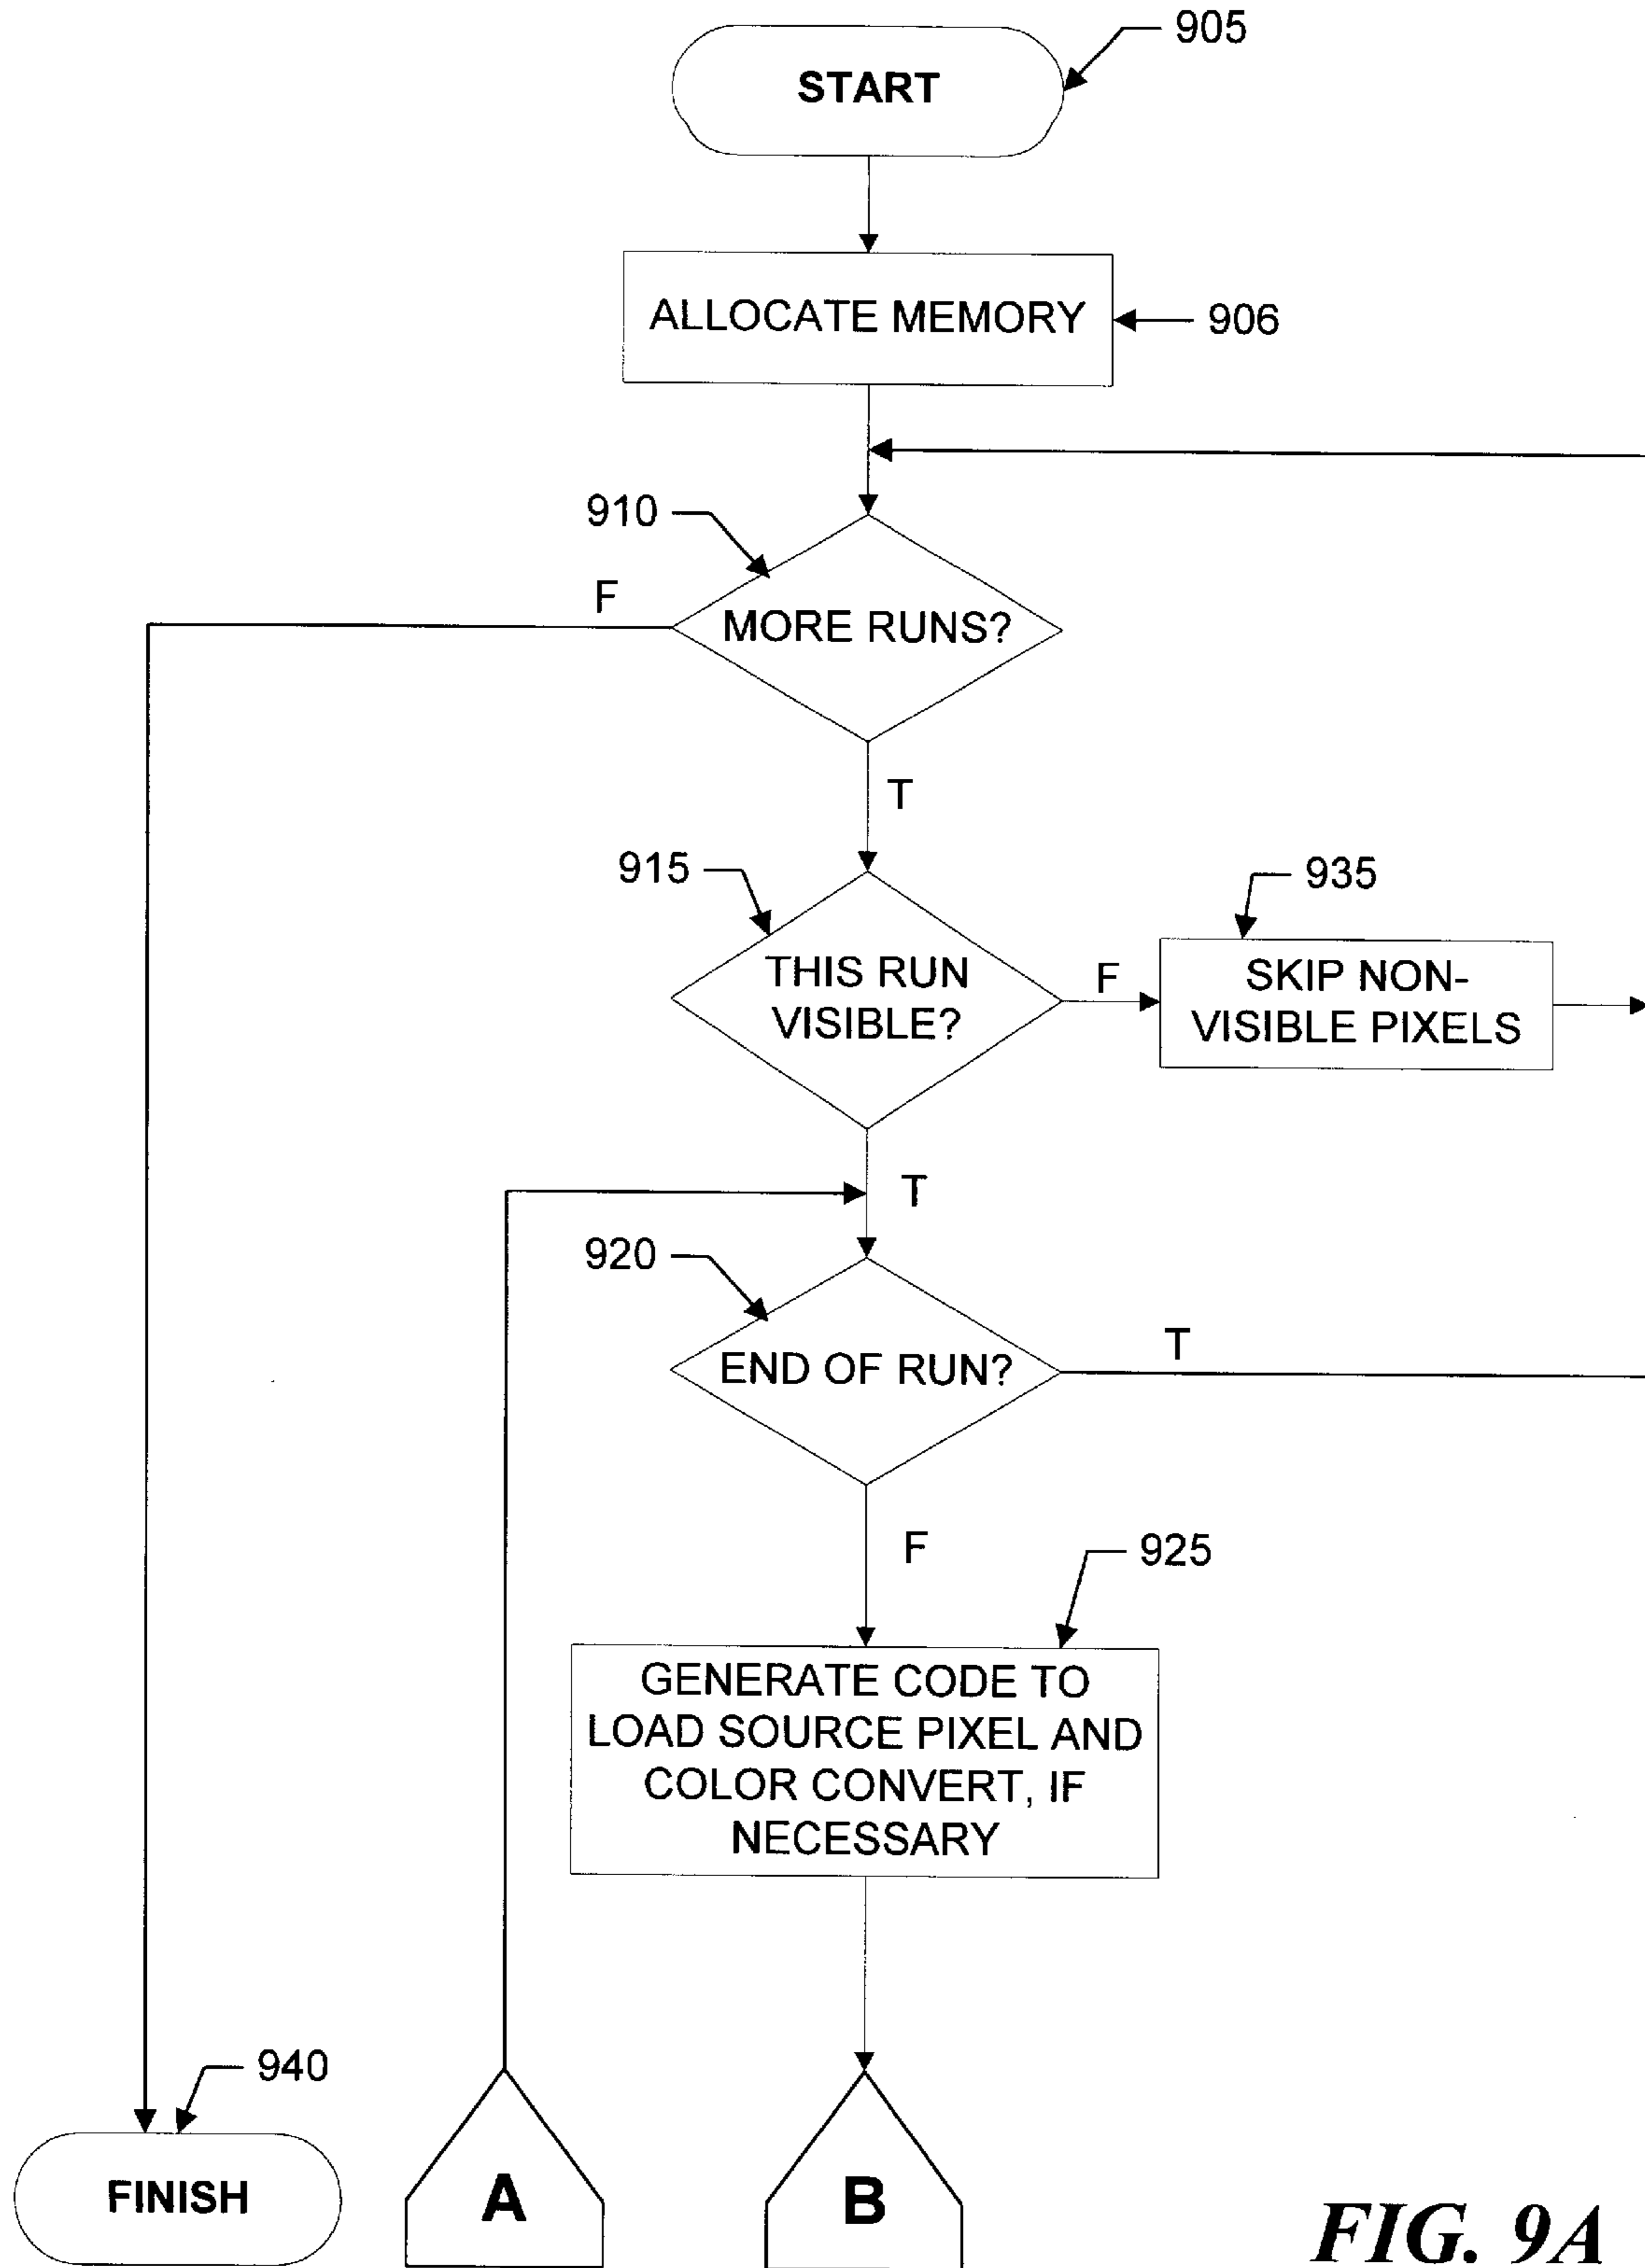 START
905
ALLOCATE MEMORY
906
910
F
MORE RUNS?
T
915
935
THIS RUN
VISIBLE?
F
SKIP NON-
VISIBLE PIXELS
T
920
END OF RUN?
T
F
925
GENERATE CODE TO
LOAD SOURCE PIXEL AND
COLOR CONVERT, IF
NECESSARY
940
FINISH
A
B
FIG. 9A